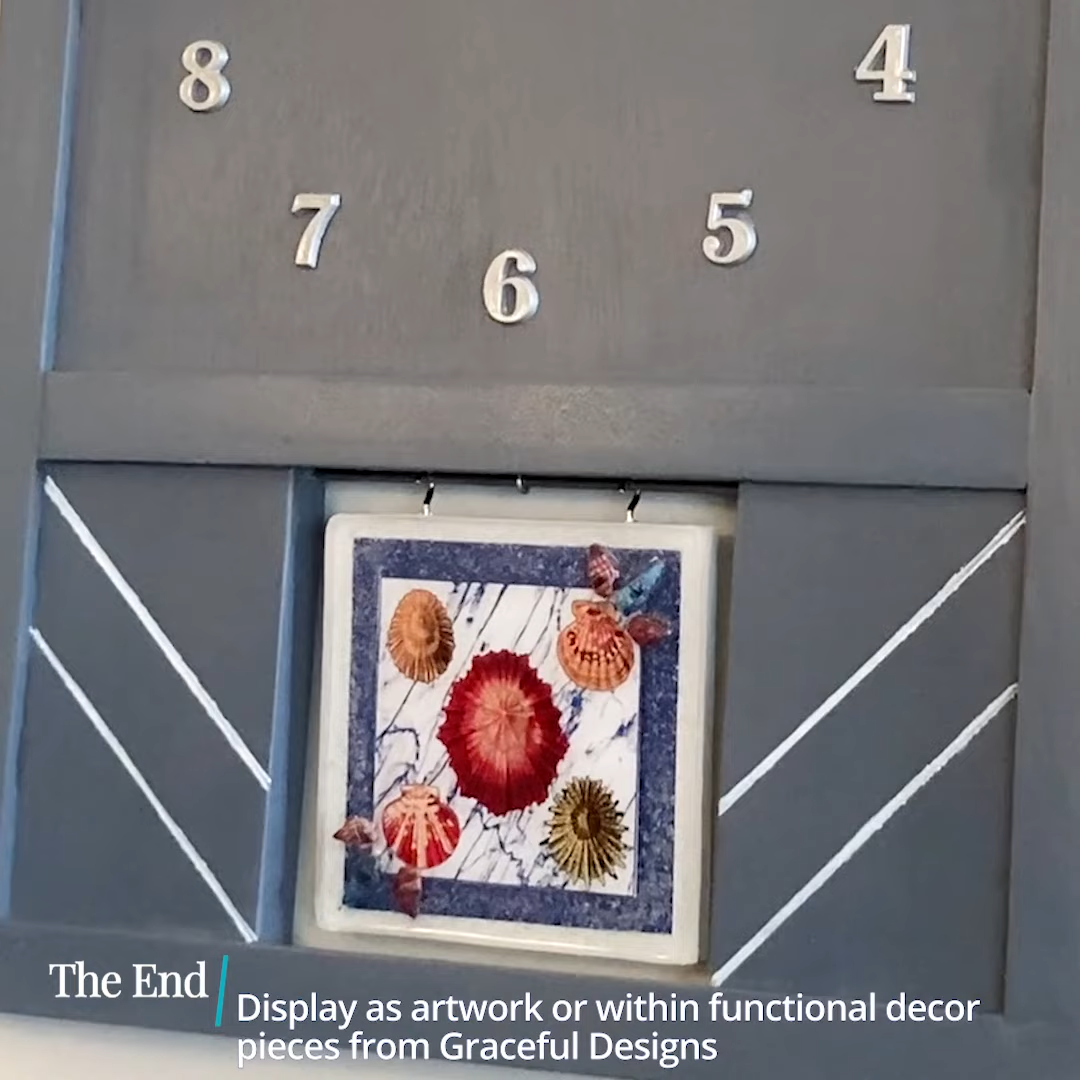 8 4
7 5
6
The End
Display as artwork or within functional decor
pieces from Graceful Designs